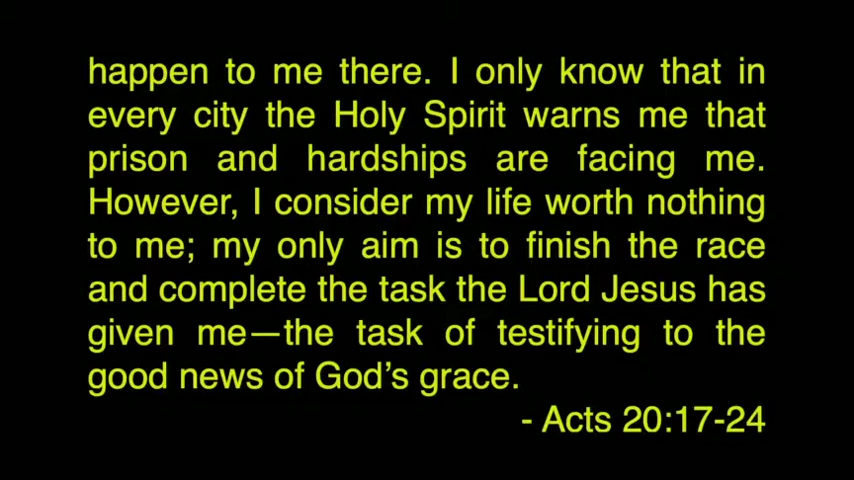 happen to me there. I only know that in
every city the Holy Spirit warns me that
prison and hardships are facing me.
However, I consider my life worth nothing
to me; my only aim is to finish the race
and complete the task the Lord Jesus has
given me—the task of testifying to the
good news of God’s grace.
- Acts 20:17-24